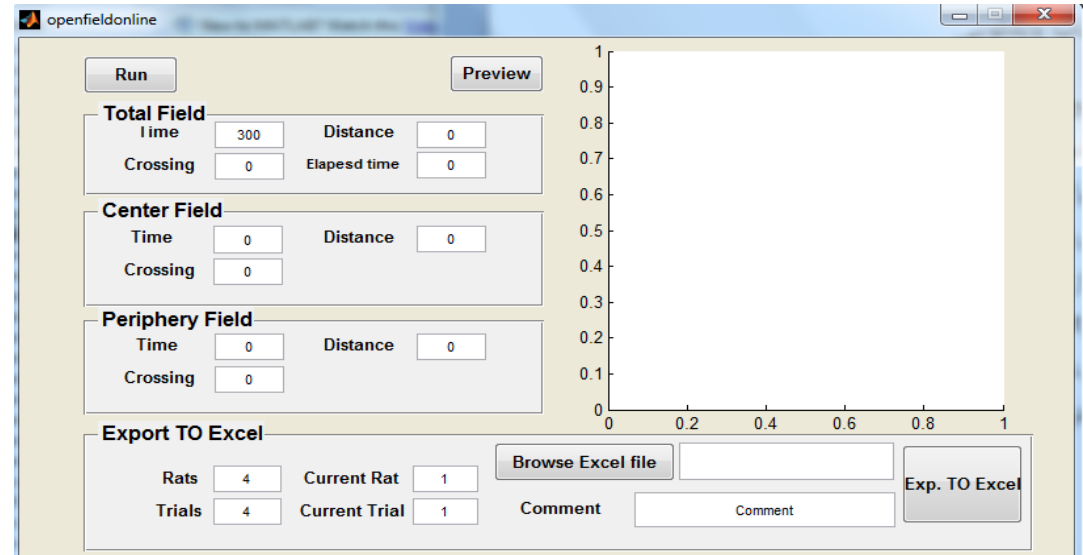 openfieldonline
Run
Preview
Total Field
Time 300 Distance 0
Crossing 0 Elapesd time 0
Center Field
Time 0 Distance 0
Crossing 0
Periphery Field
Time 0 Distance 0
Crossing 0
1
0.9
0.8
0.7
0.6
0.5
0.4
0.3
0.2
0.1
0
0 0.2 0.4 0.6 0.8 1
Export TO Excel
Rats 4 Current Rat 1
Trials 4 Current Trial 1
Browse Excel file
Comment Comment
Exp. TO Excel